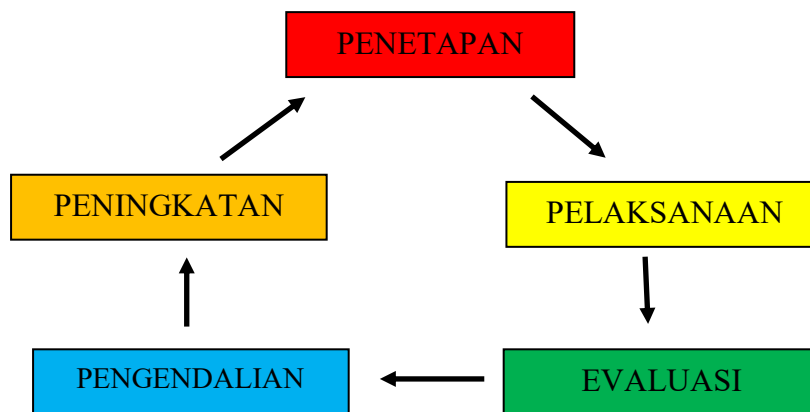 PENETAPAN
PENINGKATAN
PELAKSANAAN
PENGENDALIAN
EVALUASI